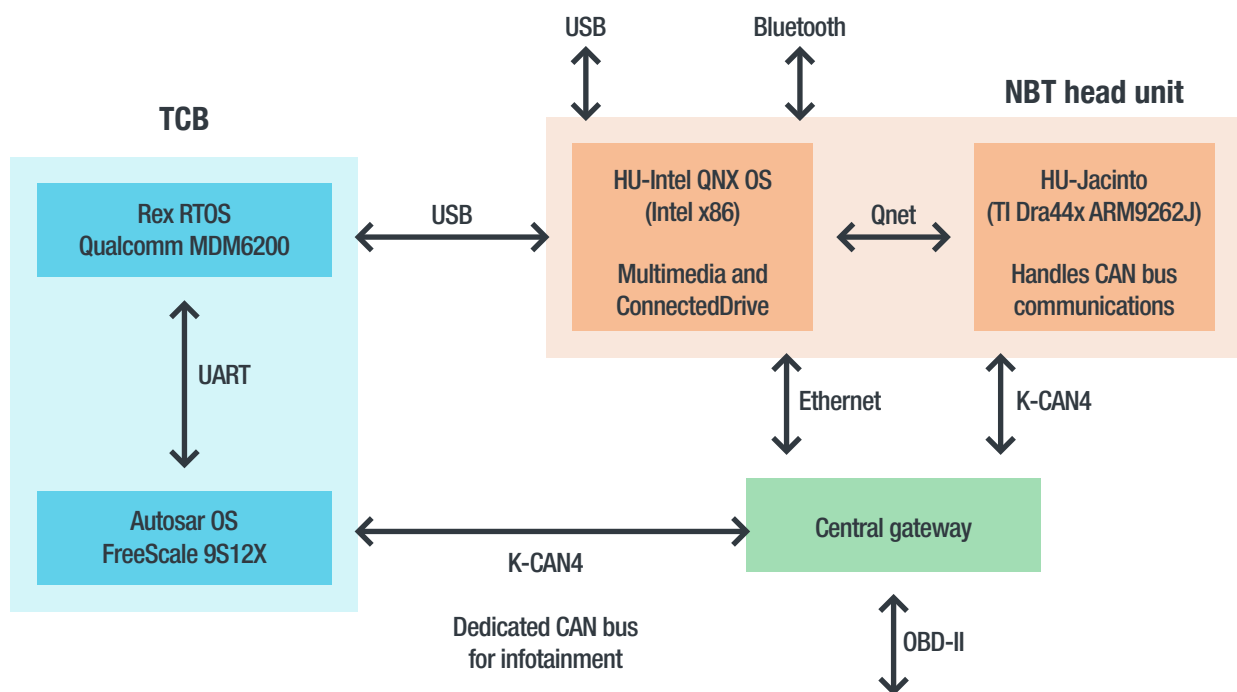 USB
Bluetooth
NBT head unit
TCB
HU-Intel QNX OS
(Intel x86)
Multimedia and
ConnectedDrive
Qnet
HU-Jacinto
(TI Dra44x ARM9262J)
Handles CAN bus
communications
Rex RTOS
Qualcomm MDM6200
USB
UART
Ethernet
K-CAN4
Autosar OS
FreeScale 9S12X
K-CAN4
Central gateway
Dedicated CAN bus
for infotainment
OBD-II